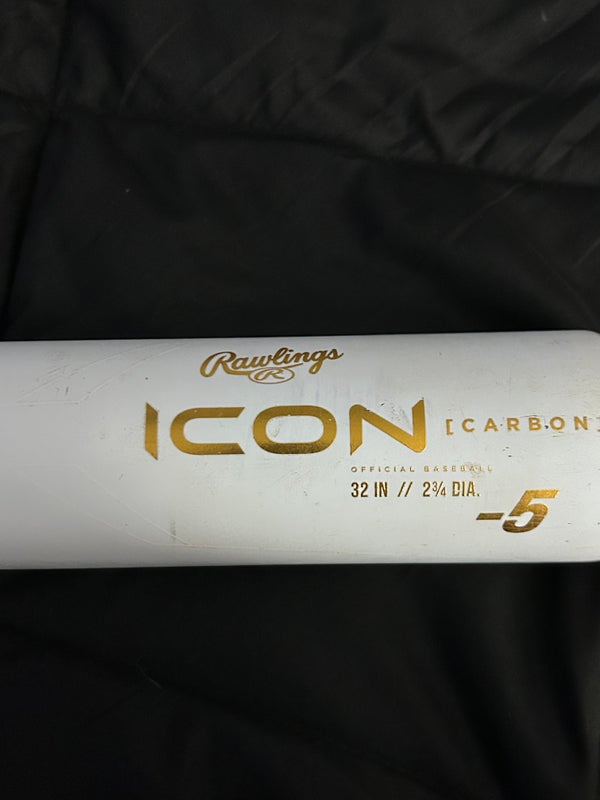 Rawlings
R
ICON [CARBON]
OFFICIAL BASEBALL
32 IN // 2¾ DIA.
-5